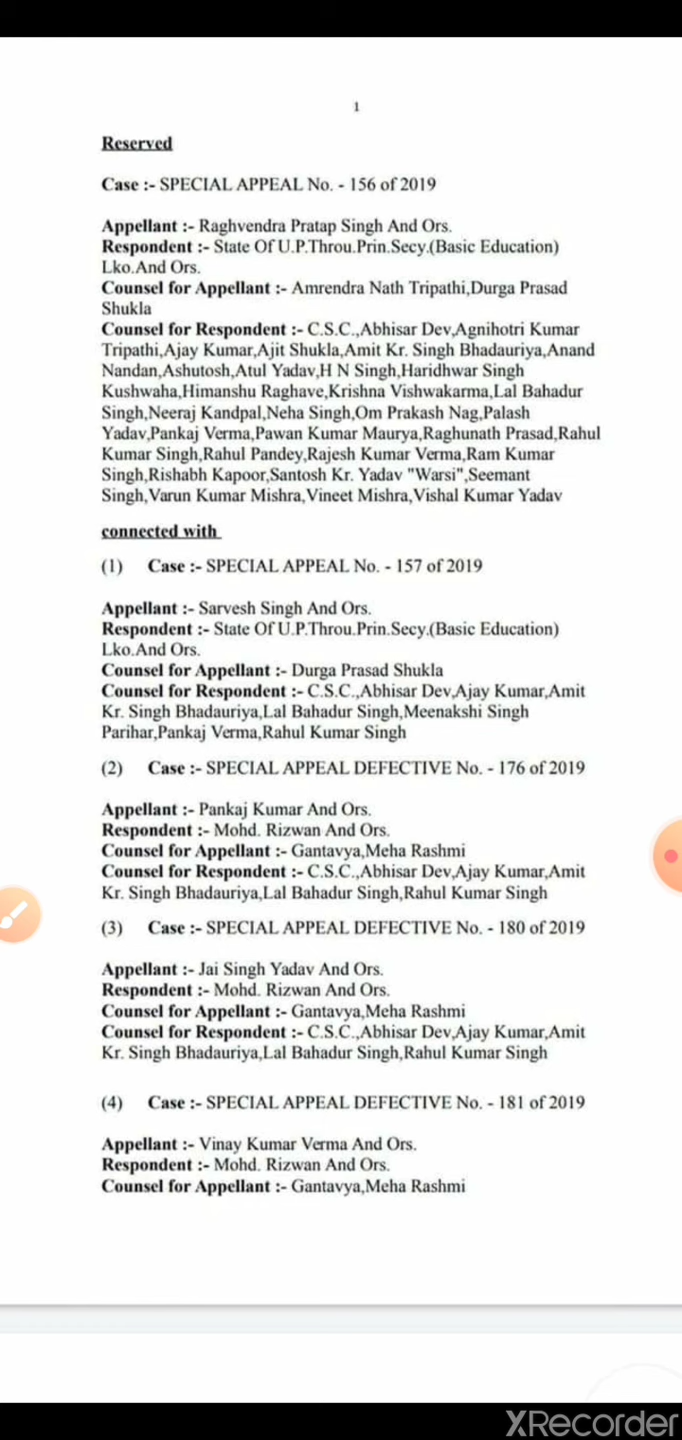 1
Reserved
Case :- SPECIAL APPEAL No. - 156 of 2019
Appellant :- Raghvendra Pratap Singh And Ors.
Respondent :- State Of U.P.Throu.Prin.Secy.(Basic Education)
Lko.And Ors.
Counsel for Appellant :- Amrendra Nath Tripathi,Durga Prasad
Shukla
Counsel for Respondent :- C.S.C.,Abhisar Dev,Agnihotri Kumar
Tripathi,Ajay Kumar,Ajit Shukla,Amit Kr. Singh Bhadauriya,Anand
Nandan,Ashutosh,Atul Yadav,H N Singh,Haridhwar Singh
Kushwaha,Himanshu Raghave,Krishna Vishwakarma,Lal Bahadur
Singh,Neeraj Kandpal,Neha Singh,Om Prakash Nag,Palash
Yadav,Pankaj Verma,Pawan Kumar Maurya,Raghunath Prasad,Rahul
Kumar Singh,Rahul Pandey,Rajesh Kumar Verma,Ram Kumar
Singh,Rishabh Kapoor,Santosh Kr. Yadav "Warsi",Seemant
Singh,Varun Kumar Mishra,Vineet Mishra,Vishal Kumar Yadav
connected with
(1) Case :- SPECIAL APPEAL No. - 157 of 2019
Appellant :- Sarvesh Singh And Ors.
Respondent :- State Of U.P.Throu.Prin.Secy.(Basic Education)
Lko.And Ors.
Counsel for Appellant :- Durga Prasad Shukla
Counsel for Respondent :- C.S.C.,Abhisar Dev,Ajay Kumar,Amit
Kr. Singh Bhadauriya,Lal Bahadur Singh,Meenakshi Singh
Parihar,Pankaj Verma,Rahul Kumar Singh
(2) Case :- SPECIAL APPEAL DEFECTIVE No. - 176 of 2019
Appellant :- Pankaj Kumar And Ors.
Respondent :- Mohd. Rizwan And Ors.
Counsel for Appellant :- Gantavya,Meha Rashmi
Counsel for Respondent :- C.S.C.,Abhisar Dev,Ajay Kumar,Amit
Kr. Singh Bhadauriya,Lal Bahadur Singh,Rahul Kumar Singh
(3) Case :- SPECIAL APPEAL DEFECTIVE No. - 180 of 2019
Appellant :- Jai Singh Yadav And Ors.
Respondent :- Mohd. Rizwan And Ors.
Counsel for Appellant :- Gantavya,Meha Rashmi
Counsel for Respondent :- C.S.C.,Abhisar Dev,Ajay Kumar,Amit
Kr. Singh Bhadauriya,Lal Bahadur Singh,Rahul Kumar Singh
(4) Case :- SPECIAL APPEAL DEFECTIVE No. - 181 of 2019
Appellant :- Vinay Kumar Verma And Ors.
Respondent :- Mohd. Rizwan And Ors.
Counsel for Appellant :- Gantavya,Meha Rashmi
XRecorder